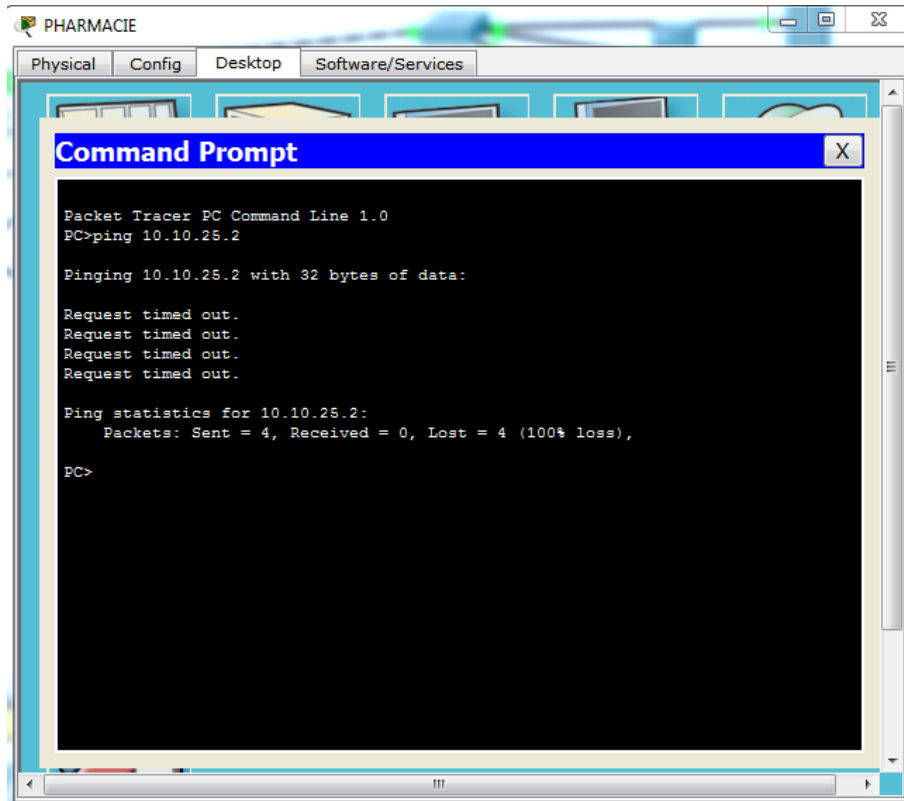 PHARMACIE
Physical Config Desktop Software/Services
Command Prompt X
Packet Tracer PC Command Line 1.0
PC>ping 10.10.25.2
Pinging 10.10.25.2 with 32 bytes of data:
Request timed out.
Request timed out.
Request timed out.
Request timed out.
Ping statistics for 10.10.25.2:
Packets: Sent = 4, Received = 0, Lost = 4 (100% loss),
PC>